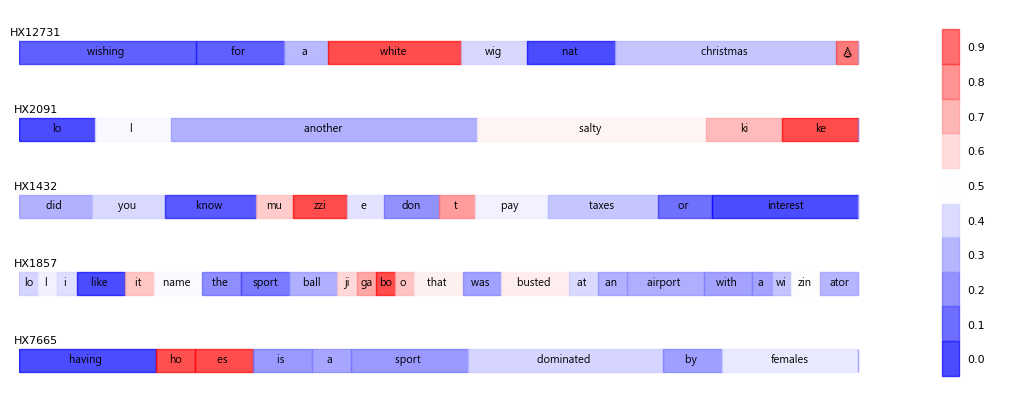 HX12731
wishing for a white wig nat christmas
HX2091
lo l another salty ki ke
HX1432
did you know mu zzi e don t pay taxes or interest
HX1857
lo l i like it name the sport ball ji ga bo o that was busted at an airport with a wi zin ator
HX7665
having ho es is a sport dominated by females
0.9
0.8
0.7
0.6
0.5
0.4
0.3
0.2
0.1
0.0